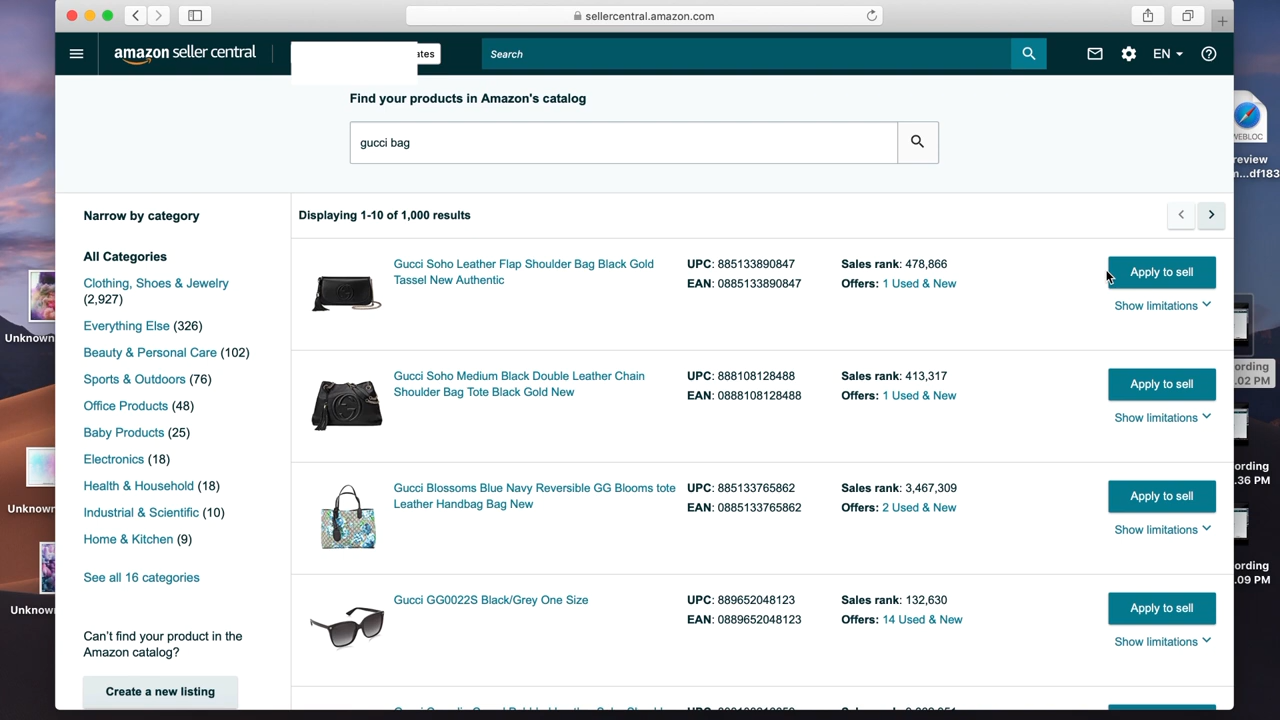 sellercentral.amazon.com
amazon seller central
ates
Search
EN
Find your products in Amazon's catalog
gucci bag
Narrow by category
Displaying 1-10 of 1,000 results
All Categories
Clothing, Shoes & Jewelry
(2,927)
Everything Else (326)
Beauty & Personal Care (102)
Sports & Outdoors (76)
Office Products (48)
Baby Products (25)
Electronics (18)
Health & Household (18)
Industrial & Scientific (10)
Home & Kitchen (9)
See all 16 categories
Can't find your product in the
Amazon catalog?
Create a new listing
Gucci Soho Leather Flap Shoulder Bag Black Gold
Tassel New Authentic
UPC: 885133890847
EAN: 0885133890847
Sales rank: 478,866
Offers: 1 Used & New
Apply to sell
Show limitations
Gucci Soho Medium Black Double Leather Chain
Shoulder Bag Tote Black Gold New
UPC: 888108128488
EAN: 0888108128488
Sales rank: 413,317
Offers: 1 Used & New
Apply to sell
Show limitations
Gucci Blossoms Blue Navy Reversible GG Blooms tote
Leather Handbag Bag New
UPC: 885133765862
EAN: 0885133765862
Sales rank: 3,467,309
Offers: 2 Used & New
Apply to sell
Show limitations
Gucci GG0022S Black/Grey One Size
UPC: 889652048123
EAN: 0889652048123
Sales rank: 132,630
Offers: 14 Used & New
Apply to sell
Show limitations
Unknown
Unknown
Unknown
WEBLOC
review
m...df183
ording
.02 PM
ording
.36 PM
ording
.09 PM